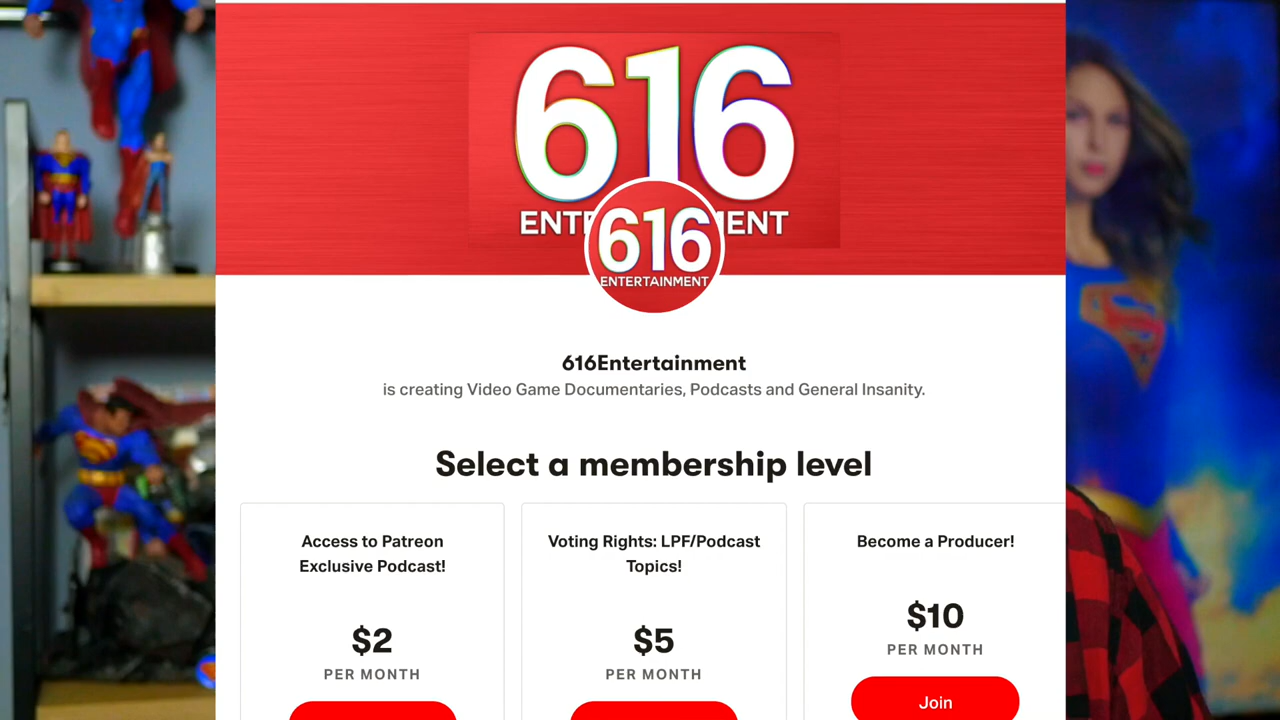 616
ENTERTAINMENT
616
ENTERTAINMENT
616Entertainment
is creating Video Game Documentaries, Podcasts and General Insanity.
Select a membership level
Access to Patreon
Exclusive Podcast!
$2
PER MONTH
Voting Rights: LPF/Podcast
Topics!
$5
PER MONTH
Become a Producer!
$10
PER MONTH
Join